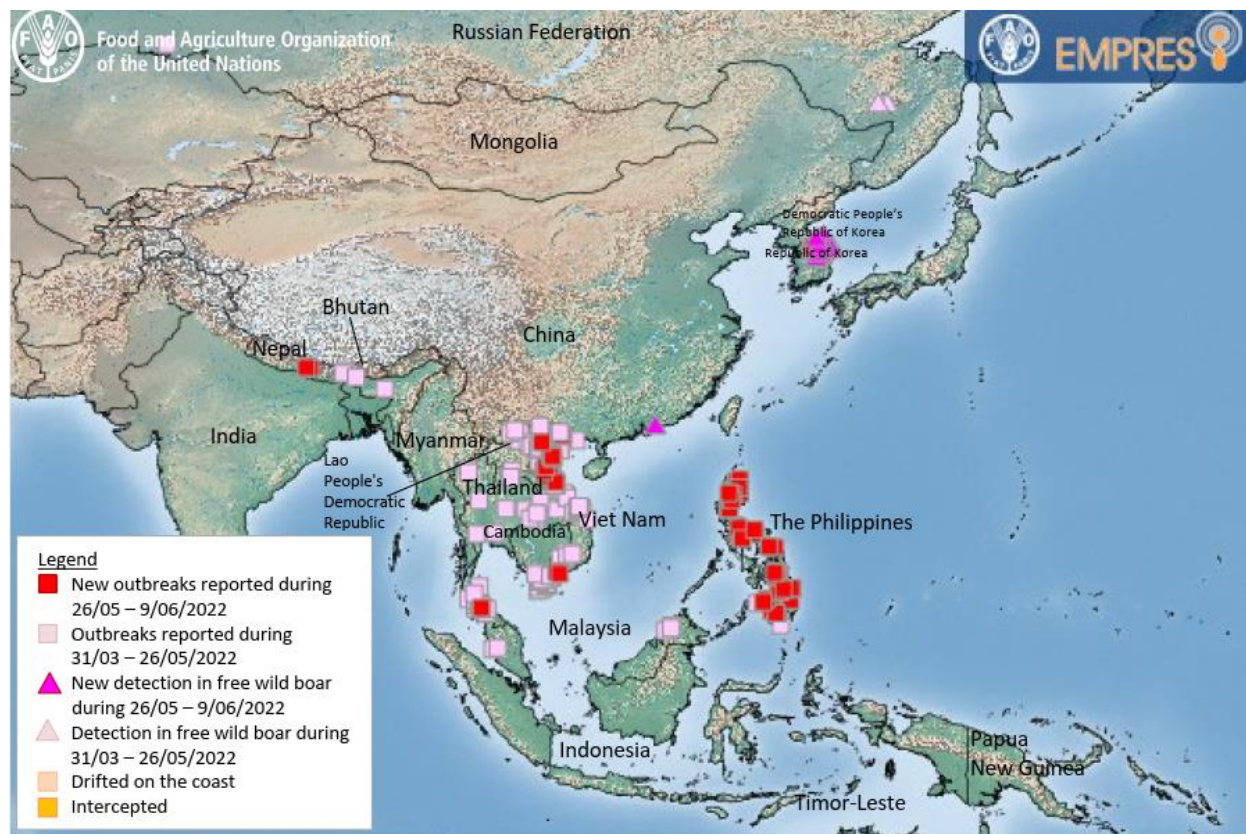 F A O
FIAT PANIS
Food and Agriculture Organization
of the United Nations
Russian Federation
F A O
FIAT PANIS
EMPRES
Mongolia
Democratic People's
Republic of Korea
Republic of Korea
Bhutan
China
Nepal
India
Myanmar
Lao
People's
Democratic
Republic
Thailand
Viet Nam
Cambodia
The Philippines
Malaysia
Indonesia
Papua
New Guinea
Timor-Leste
Legend
New outbreaks reported during
26/05 – 9/06/2022
Outbreaks reported during
31/03 – 26/05/2022
New detection in free wild boar
during 26/05 – 9/06/2022
Detection in free wild boar during
31/03 – 26/05/2022
Drifted on the coast
Intercepted